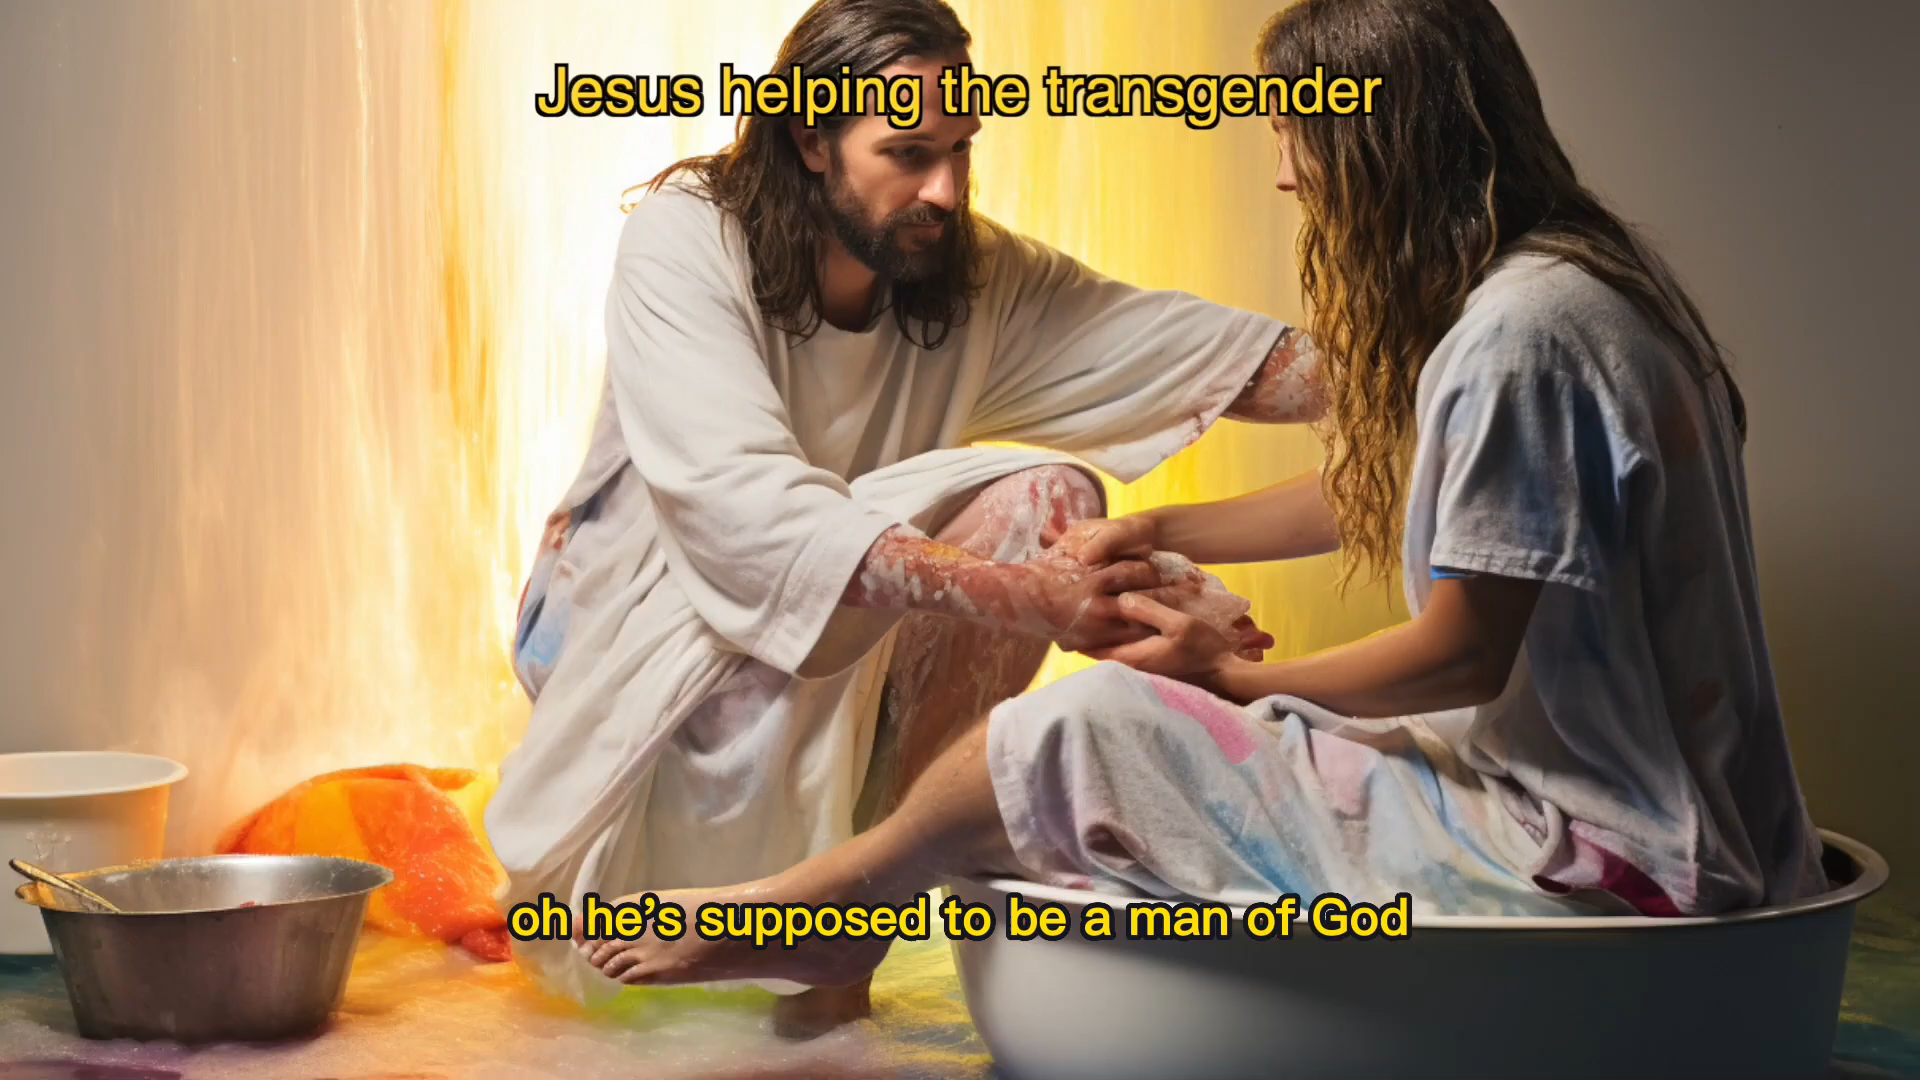 Jesus helping the transgender
oh he’s supposed to be a man of God